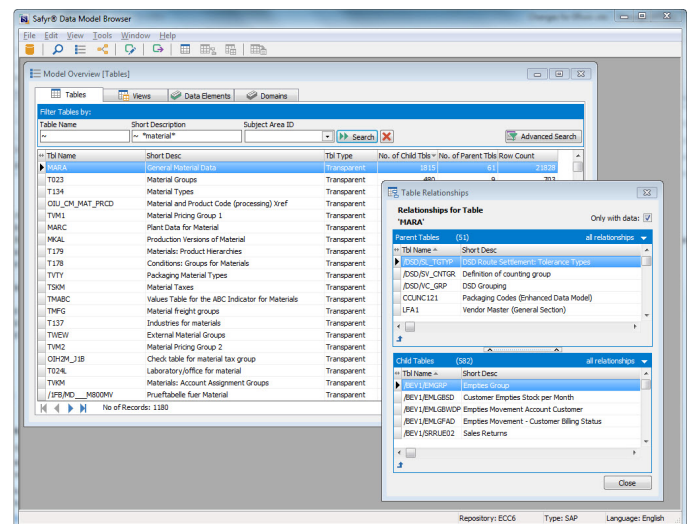 Safyr® Data Model Browser
File Edit View Tools Window Help
Model Overview [Tables]
Tables Views Data Elements Domains
Filter Tables by:
Table Name Short Description Subject Area ID
~ ~ *material* Search Advanced Search
Tbl Name Short Desc Tbl Type No. of Child Tbls No. of Parent Tbls Row Count
MARA General Material Data Transparent 1815 61 21828
T023 Material Groups Transparent 480 9 703
T134 Material Types Transparent
OIU_CM_MAT_PRCD Material and Product Code (processing) Xref Transparent
TVM1 Material Pricing Group 1 Transparent
MARC Plant Data for Material Transparent
MKAL Production Versions of Material Transparent
T179 Materials: Product Hierarchies Transparent
T178 Conditions: Groups for Materials Transparent
TVTY Packaging Material Types Transparent
TSKM Material Taxes Transparent
TMABC Values Table for the ABC Indicator for Materials Transparent
TMFG Material freight groups Transparent
T137 Industries for materials Transparent
TWEW External Material Groups Transparent
TVM2 Material Pricing Group 2 Transparent
OIH2M_J1B Check table for material tax group Transparent
T024L Laboratory/office for material Transparent
TVKM Materials: Account Assignment Groups Transparent
/1FB/MD___M800MV Prueftabelle fuer Material Transparent
No of Records: 1180
Table Relationships
Relationships for Table
'MARA'
Only with data:
Parent Tables (51) all relationships
Tbl Name Short Desc
/DSD/SL_TGTYP DSD Route Settlement: Tolerance Types
/DSD/SV_CNTGR Definition of counting group
/DSD/VC_GRP DSD Grouping
CCUNC121 Packaging Codes (Enhanced Data Model)
LFA1 Vendor Master (General Section)
Child Tables (582) all relationships
Tbl Name Short Desc
/BEV1/EMGRP Empties Group
/BEV1/EMLGBSD Customer Empties Stock per Month
/BEV1/EMLGBWDP Empties Movement Account Customer
/BEV1/EMLGFAD Empties Movement - Customer Billing Status
/BEV1/SRRUE02 Sales Returns
Close
Repository: ECC6 Type: SAP Language: English